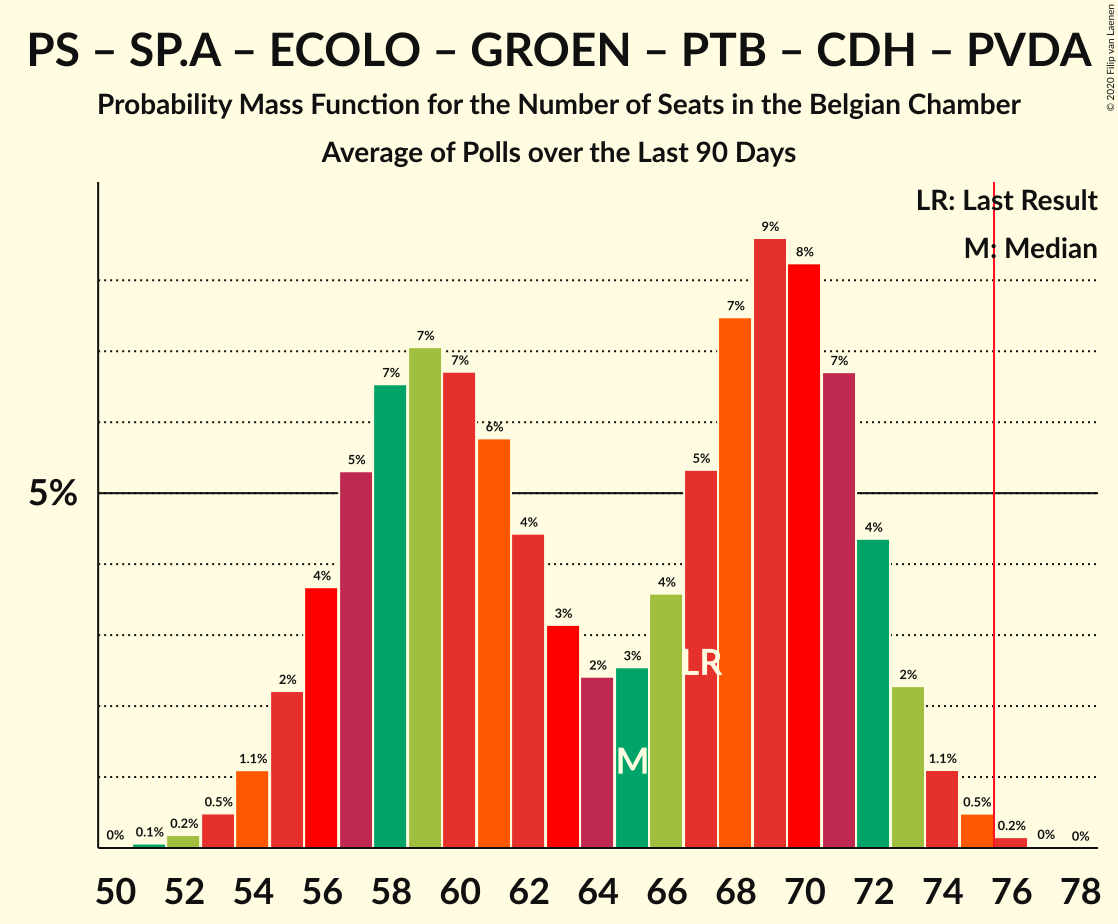 PS – SP.A – ECOLO – GROEN – PTB – CDH – PVDA
Probability Mass Function for the Number of Seats in the Belgian Chamber
Average of Polls over the Last 90 Days
© 2020 Filip van Laenen
LR: Last Result
M: Median
5%
0% 0.1% 0.2% 0.5% 1.1% 2% 4% 5% 7% 7% 7% 6% 4% 3% 2% 3% 4% 5% 7% 9% 8% 7% 4% 2% 1.1% 0.5% 0.2% 0% 0%
LR
M
50 52 54 56 58 60 62 64 66 68 70 72 74 76 78